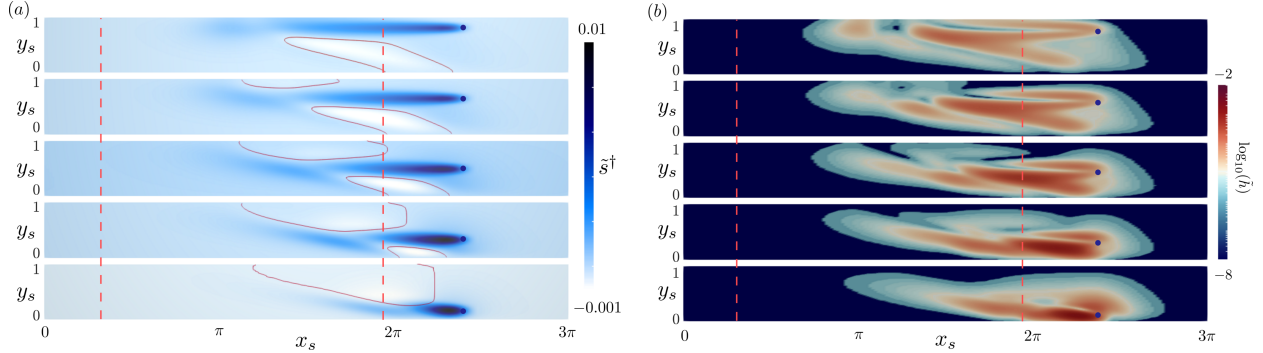 (a)
1
y_s
0
1
y_s
0
1
y_s
0
1
y_s
0
1
y_s
0
0
π
2π
3π
x_s
0.01
s̃†
−0.001
(b)
1
y_s
0
1
y_s
0
1
y_s
0
1
y_s
0
1
y_s
0
0
π
2π
3π
x_s
−2
log₁₀(h̃)
−8